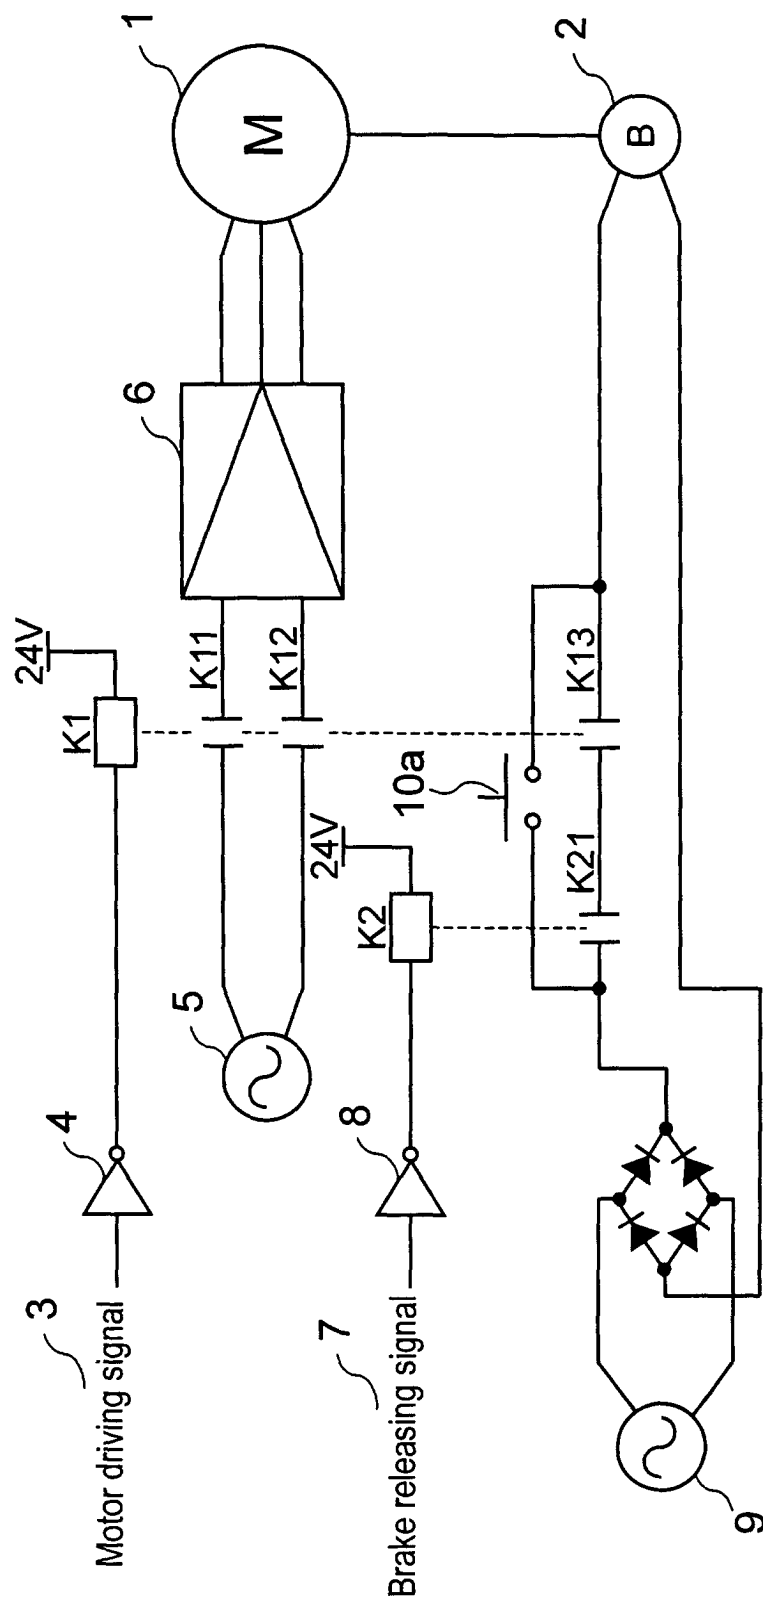 3
Motor driving signal
4
K1
24V
5
K11
K12
6
1
M
7
Brake releasing signal
8
K2
24V
10a
9
K21
K13
2
B